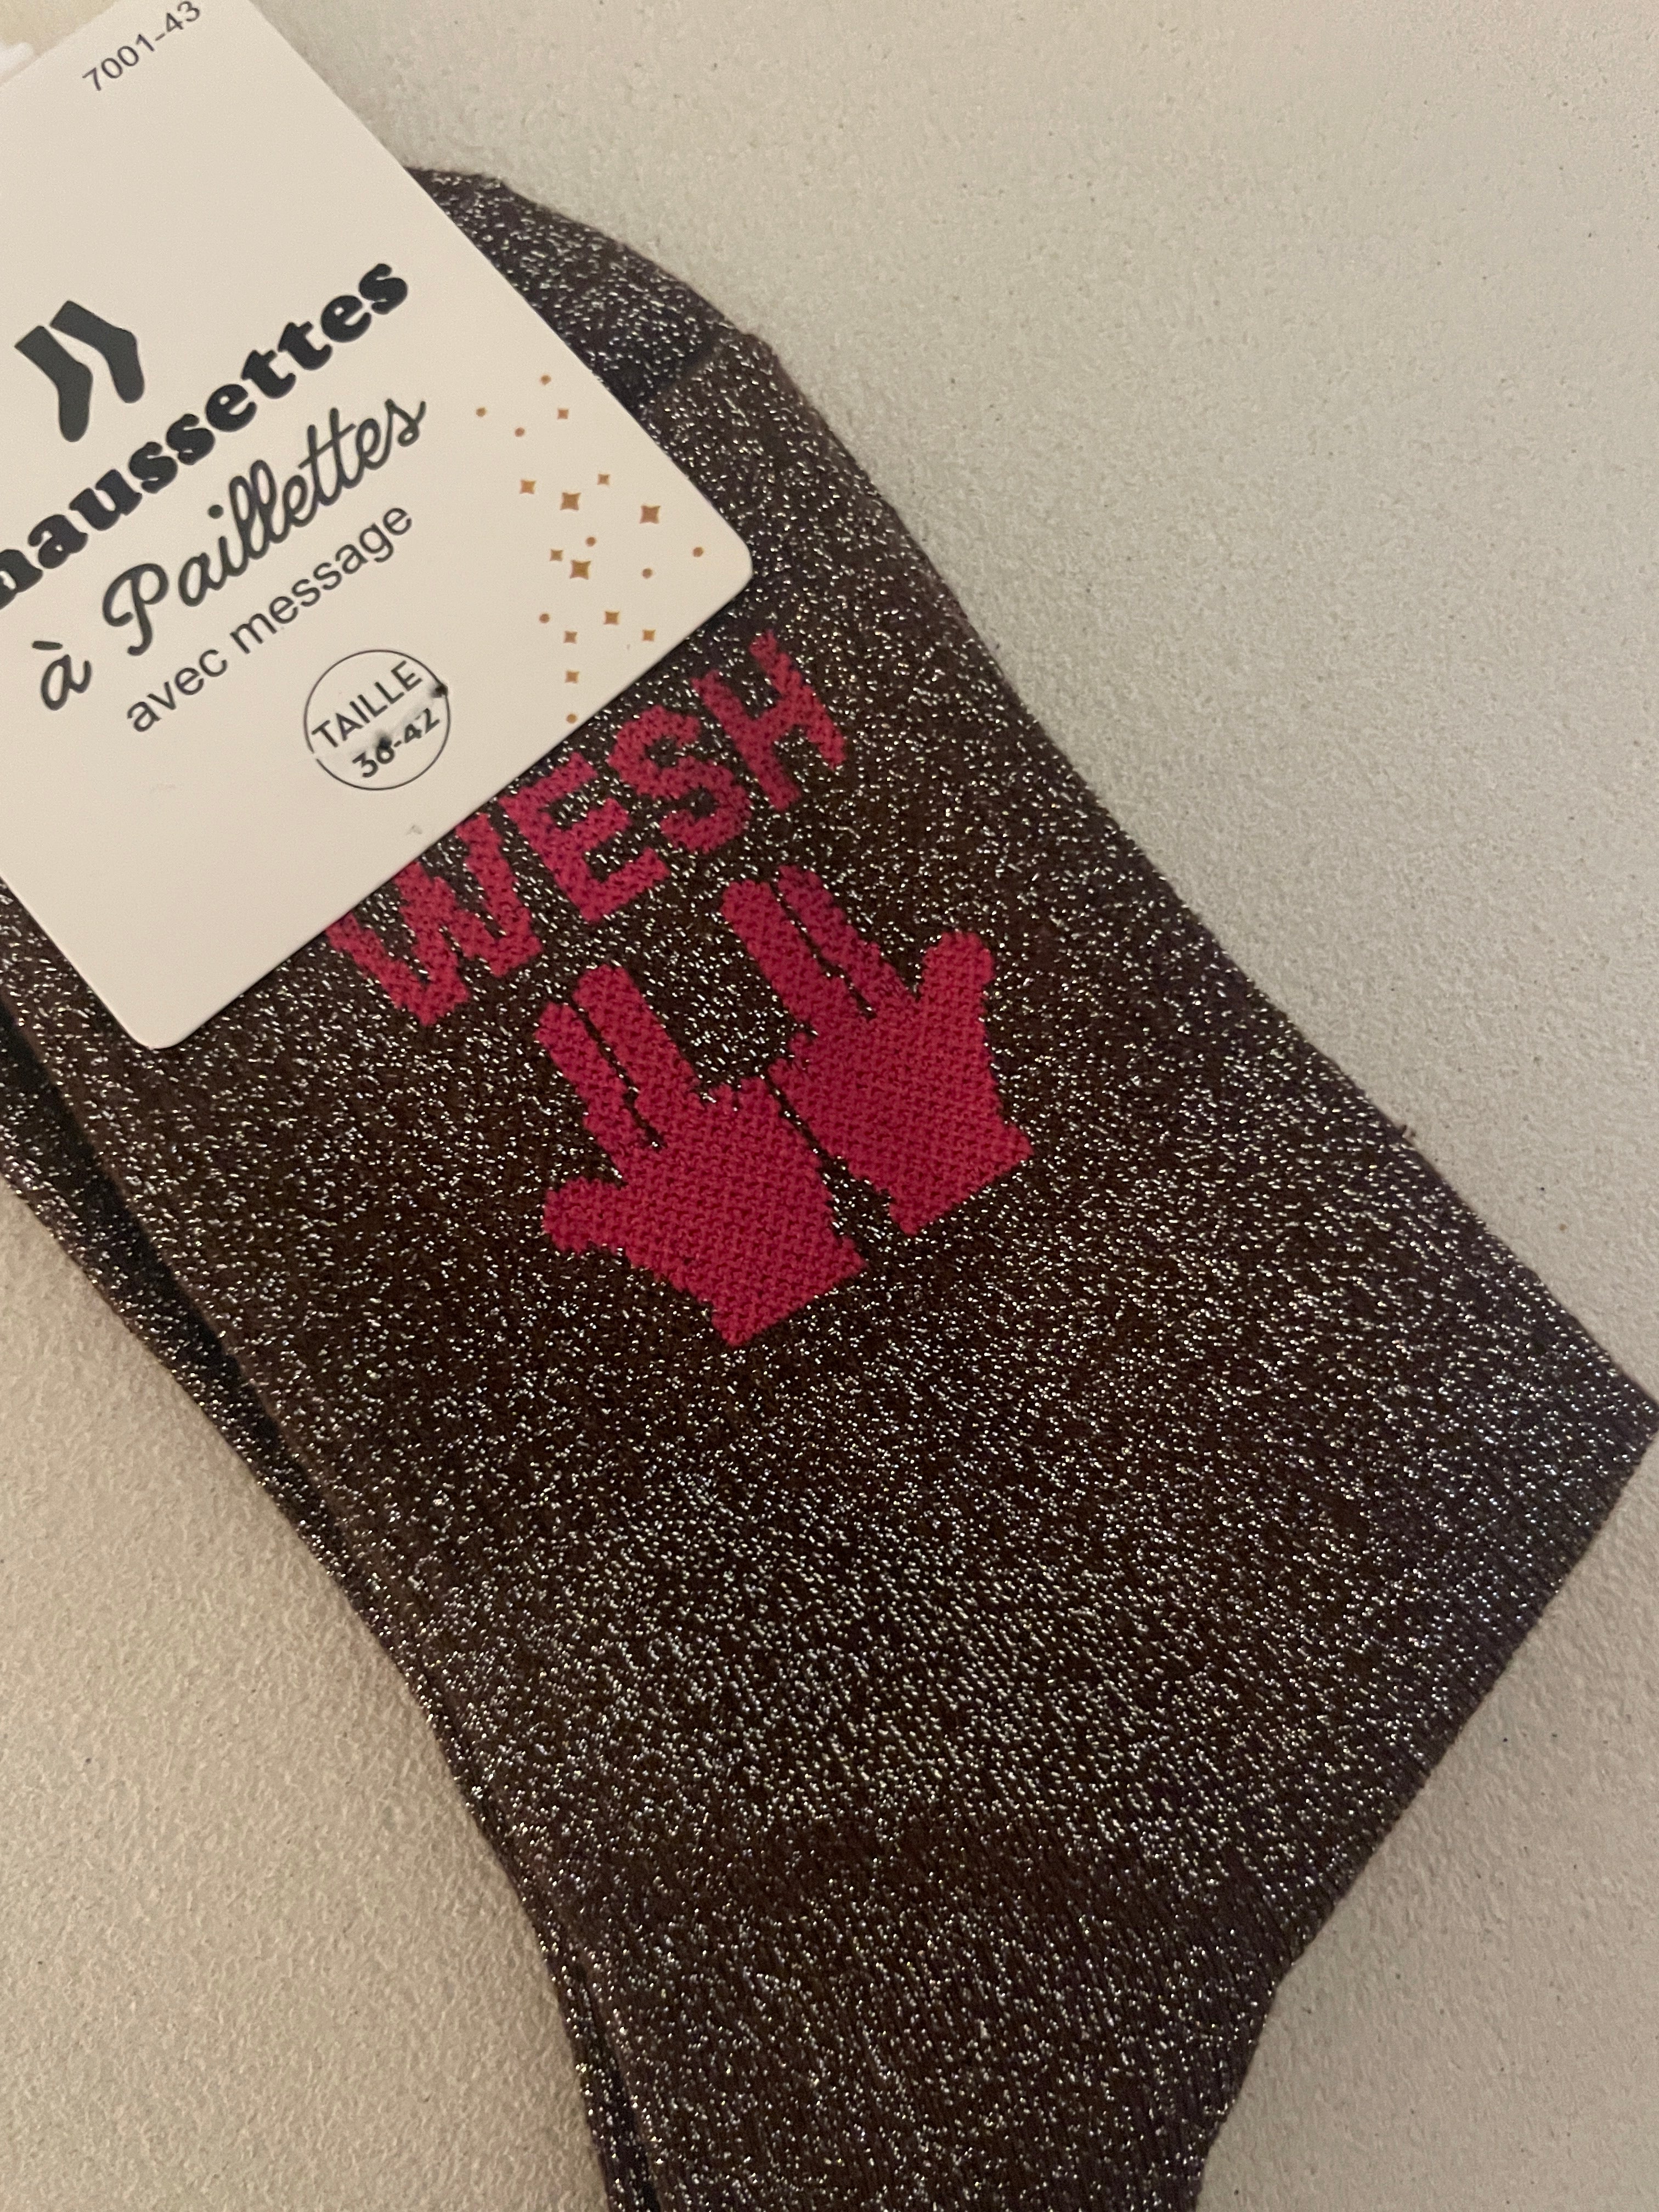 7001-43
haussettes
à Paillettes
avec message
TAILLE
36-42
WESH